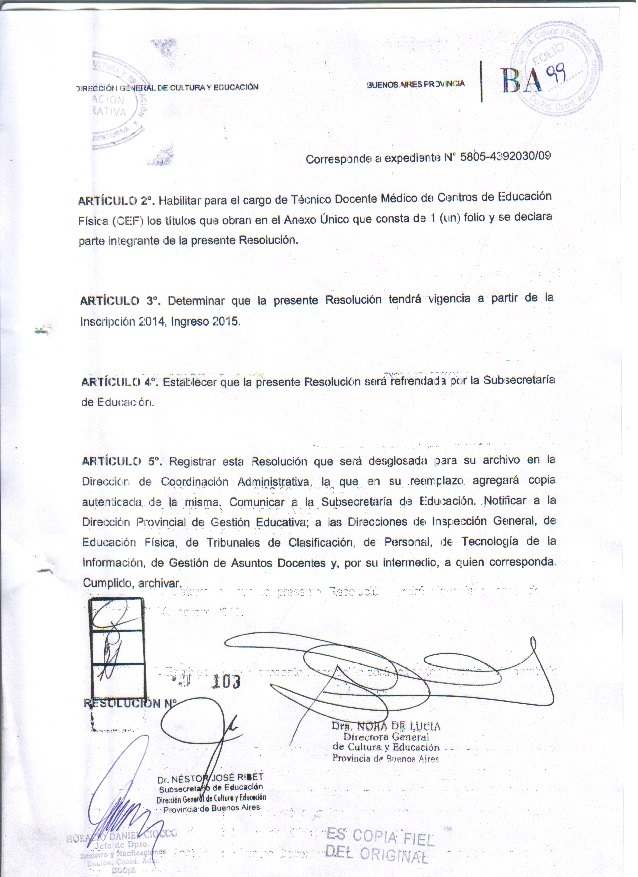 DIRECCIÓN GENERAL DE CULTURA Y EDUCACIÓN
BUENOS AIRES PROVINCIA
BA
FOLIO
99
Corresponde a expediente N° 5805-4392030/09
ARTÍCULO 2°. Habilitar para el cargo de Técnico Docente Médico de Centros de Educación
Física (CEF) los títulos que obran en el Anexo Único que consta de 1 (un) folio y se declara
parte integrante de la presente Resolución.
ARTÍCULO 3°. Determinar que la presente Resolución tendrá vigencia a partir de la
Inscripción 2014, Ingreso 2015.
ARTÍCULO 4°. Establecer que la presente Resolución será refrendada por la Subsecretaría
de Educación.
ARTÍCULO 5°. Registrar esta Resolución que será desglosada para su archivo en la
Dirección de Coordinación Administrativa, la que en su reemplazo agregará copia
autenticada de la misma. Comunicar a la Subsecretaría de Educación. Notificar a la
Dirección Provincial de Gestión Educativa; a las Direcciones de Inspección General, de
Educación Física, de Tribunales de Clasificación, de Personal, de Tecnología de la
Información, de Gestión de Asuntos Docentes y, por su intermedio, a quien corresponda.
Cumplido, archivar.
103
RESOLUCION N°
Dra. NORA DE LUCIA
Directora General
de Cultura y Educación
Provincia de Buenos Aires
Dr. NÉSTOR JOSÉ RIBET
Subsecretario de Educación
Dirección General de Cultura y Educación
Provincia de Buenos Aires
HORACIO DANIEL
Jefe de Dpto.
Registro y Notificaciones
ES COPIA FIEL
DEL ORIGINAL